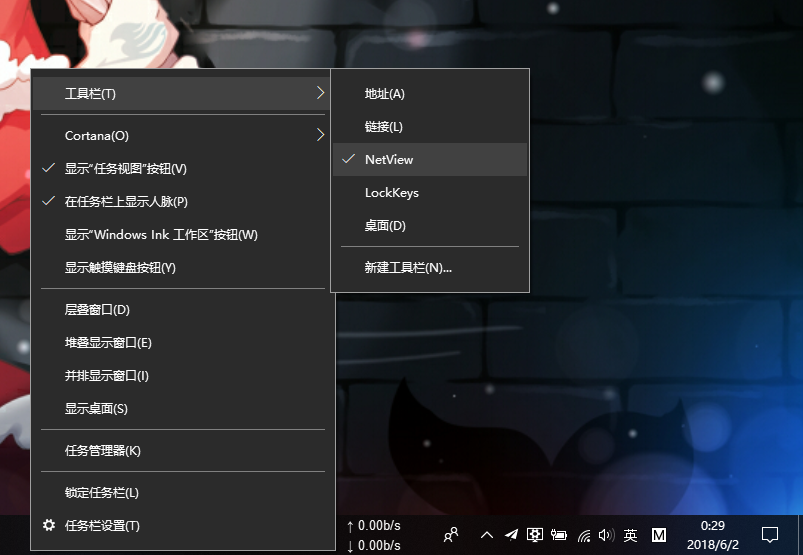 工具栏(T)
Cortana(O)
显示“任务视图”按钮(V)
在任务栏上显示人脉(P)
显示“Windows Ink 工作区”按钮(W)
显示触摸键盘按钮(Y)
层叠窗口(D)
堆叠显示窗口(E)
并排显示窗口(I)
显示桌面(S)
任务管理器(K)
锁定任务栏(L)
任务栏设置(T)
地址(A)
链接(L)
NetView
LockKeys
桌面(D)
新建工具栏(N)...
↑ 0.00b/s
↓ 0.00b/s
英
M
0:29
2018/6/2